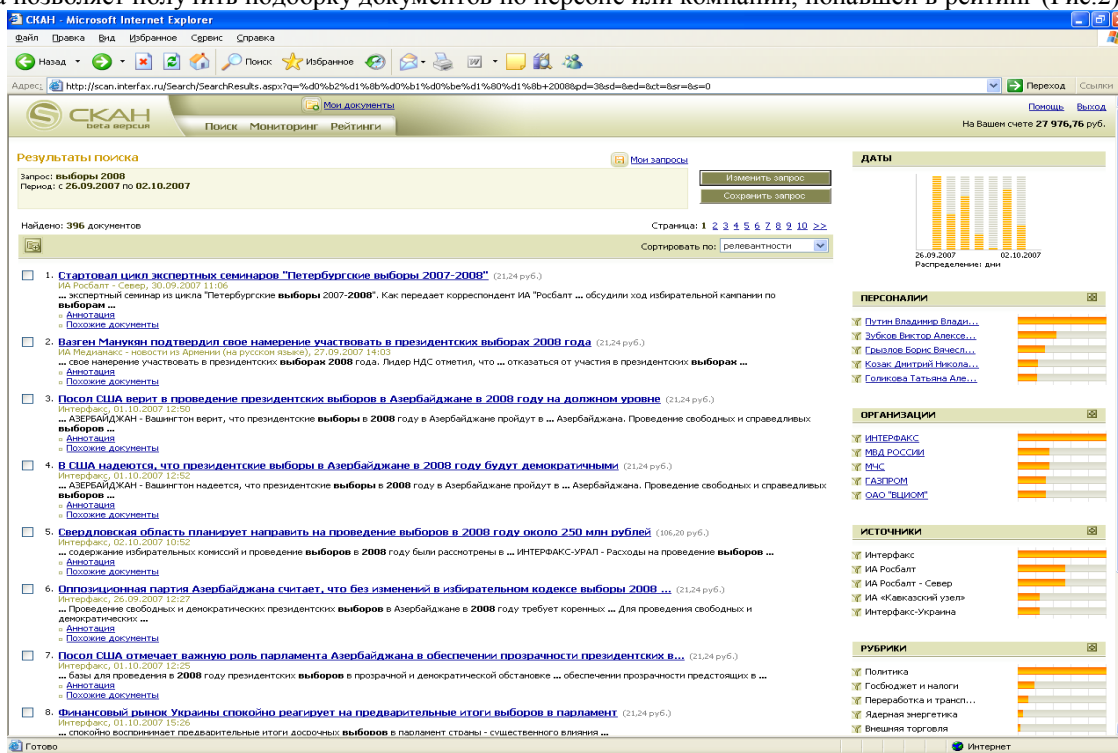 а позволяет получить подборку документов по персоне или компании, попавшей в рейтинг (Рис.2)
СКАН - Microsoft Internet Explorer
Файл Правка Вид Избранное Сервис Справка
Назад Поиск Избранное
Адрес: http://scan.interfax.ru/Search/SearchResults.aspx?q=%d0%b2%d1%8b%d0%b1%d0%be%d1%80%d1%8b+2008&pd=3&sd=&ed=&ct=&sr=&s=0 Переход Ссылки
СКАН
beta версия
Мои документы
Поиск Мониторинг Рейтинги
Помощь Выход
На Вашем счете 27 976,76 руб.
Результаты поиска
Мои запросы
Запрос: выборы 2008
Период: с 26.09.2007 по 02.10.2007
Изменить запрос
Сохранить запрос
Найдено: 396 документов
Страница: 1 2 3 4 5 6 7 8 9 10 >>
Сортировать по: релевантности
1. Стартовал цикл экспертных семинаров "Петербургские выборы 2007-2008" (21,24 руб.)
ИА Росбалт - Север, 30.09.2007 11:06
... экспертный семинар из цикла "Петербургские выборы 2007-2008". Как передает корреспондент ИА "Росбалт ... обсудили ход избирательной кампании по
выборам ...
» Аннотация
» Похожие документы
2. Вазген Манукян подтвердил свое намерение участвовать в президентских выборах 2008 года (21,24 руб.)
ИА Медиамакс - новости из Армении (на русском языке), 27.09.2007 14:03
... свое намерение участвовать в президентских выборах 2008 года. Лидер НДС отметил, что ... отказаться от участия в президентских выборах ...
» Аннотация
» Похожие документы
3. Посол США верит в проведение президентских выборов в Азербайджане в 2008 году на должном уровне (21,24 руб.)
Интерфакс, 01.10.2007 12:50
... АЗЕРБАЙДЖАН - Вашингтон верит, что президентские выборы в 2008 году в Азербайджане пройдут в ... Азербайджана. Проведение свободных и справедливых
выборов ...
» Аннотация
» Похожие документы
4. В США надеются, что президентские выборы в Азербайджане в 2008 году будут демократичными (21,24 руб.)
Интерфакс, 01.10.2007 12:52
... АЗЕРБАЙДЖАН - Вашингтон надеется, что президентские выборы в 2008 году в Азербайджане пройдут в ... Азербайджана. Проведение свободных и справедливых
выборов ...
» Аннотация
» Похожие документы
5. Свердловская область планирует направить на проведение выборов в 2008 году около 250 млн рублей (106,20 руб.)
Интерфакс, 02.10.2007 10:52
... содержание избирательных комиссий и проведение выборов в 2008 году были рассмотрены в ... ИНТЕРФАКС-УРАЛ - Расходы на проведение выборов ...
» Аннотация
» Похожие документы
6. Оппозиционная партия Азербайджана считает, что без изменений в избирательном кодексе выборы 2008 ... (21,24 руб.)
Интерфакс, 26.09.2007 12:27
... Проведение свободных и демократических президентских выборов в Азербайджане в 2008 году требует коренных ... Для проведения свободных и
демократических ...
» Аннотация
» Похожие документы
7. Посол США отмечает важную роль парламента Азербайджана в обеспечении прозрачности президентских в... (21,24 руб.)
Интерфакс, 01.10.2007 12:25
... базы для проведения в 2008 году президентских выборов в прозрачной и демократической обстановке ... обеспечении прозрачности предстоящих в ...
» Аннотация
» Похожие документы
8. Финансовый рынок Украины спокойно реагирует на предварительные итоги выборов в парламент (21,24 руб.)
Интерфакс, 01.10.2007 15:26
... спокойно воспринимает предварительные итоги досрочных выборов в парламент страны - существенного влияния ...
ДАТЫ
26.09.2007 02.10.2007
Распределение: дни
ПЕРСОНАЛИИ
Путин Владимир Влади...
Зубков Виктор Алексе...
Грызлов Борис Вячесл...
Козак Дмитрий Никола...
Голикова Татьяна Але...
ОРГАНИЗАЦИИ
ИНТЕРФАКС
МВД РОССИИ
МЧС
ГАЗПРОМ
ОАО "ВЦИОМ"
ИСТОЧНИКИ
Интерфакс
ИА Росбалт
ИА Росбалт - Север
ИА «Кавказский узел»
Интерфакс-Украина
РУБРИКИ
Политика
Госбюджет и налоги
Переработка и трансп...
Ядерная энергетика
Внешняя торговля
Готово
Интернет